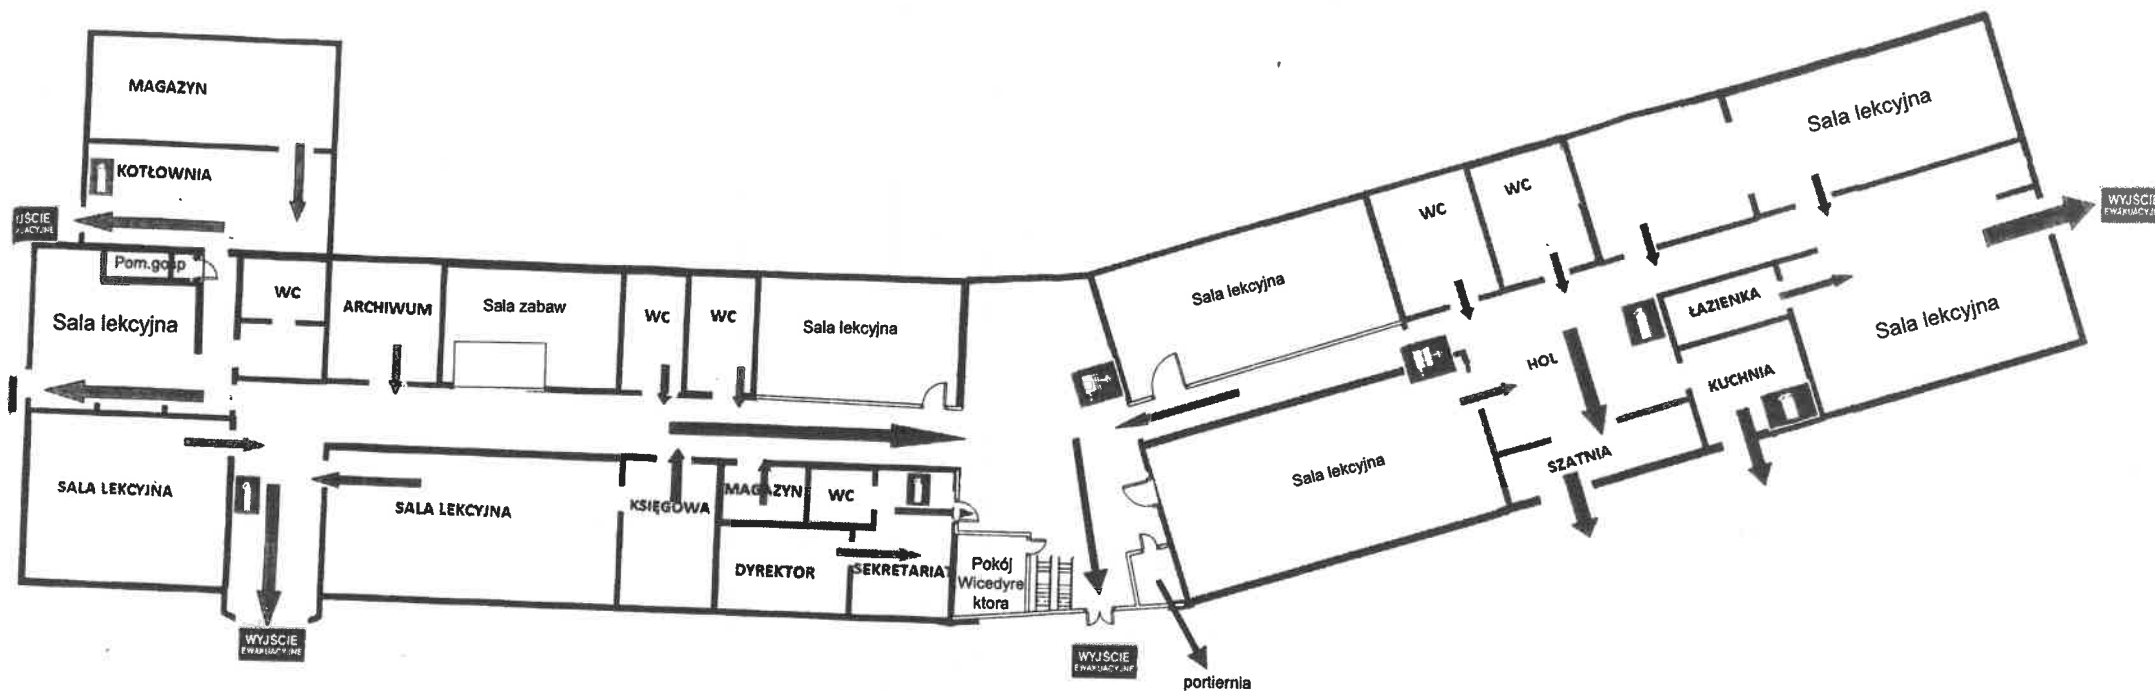 MAGAZYN
KOTŁOWNIA
JŚCIE
Pom.gosp
Sala lekcyjna
WC
ARCHIWUM
Sala zabaw
WC
WC
Sala lekcyjna
SALA LEKCYJNA
SALA LEKCYJNA
KSIĘGOWA
MAGAZYN
WC
DYREKTOR
SEKRETARIAT
Pokój
Wicedyre
ktora
WYJŚCIE
EWAKUACYJNE
WYJŚCIE
EWAKUACYJNE
portiernia
Sala lekcyjna
WC
WC
Sala lekcyjna
WYJŚCIE
ŁAZIENKA
Sala lekcyjna
HOL
KUCHNIA
SZATNIA
Sala lekcyjna